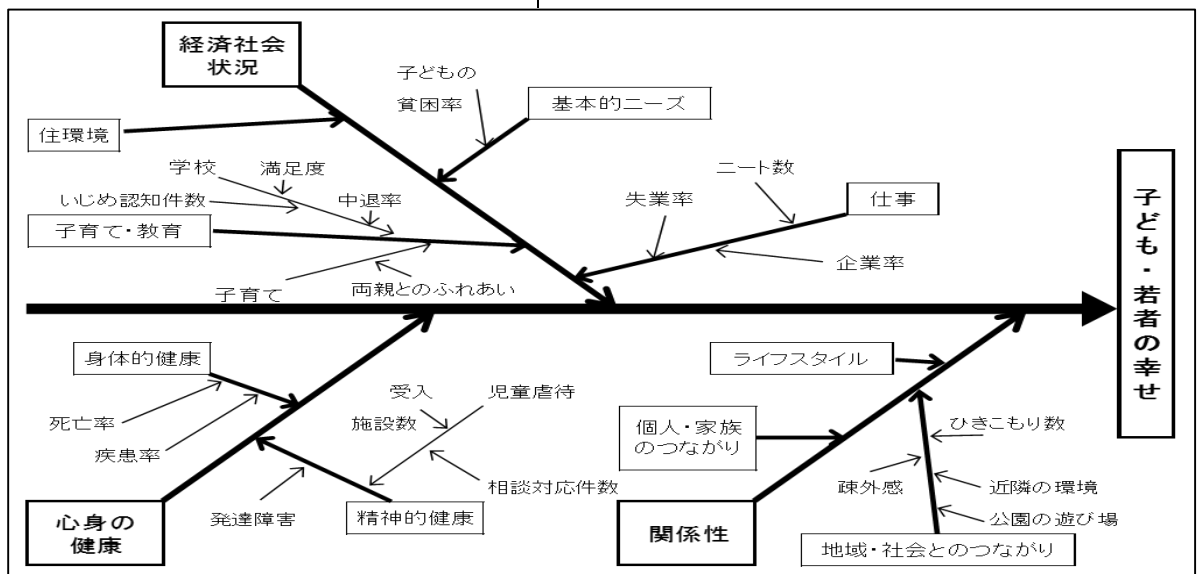 経済社会
状況
子どもの
貧困率
基本的ニーズ
住環境
学校
満足度
いじめ認知件数
中退率
子育て・教育
子育て
両親とのふれあい
ニート数
失業率
仕事
企業率
子ども・若者の幸せ
身体的健康
死亡率
疾患率
受入
施設数
児童虐待
相談対応件数
発達障害
精神的健康
心身の
健康
ライフスタイル
個人・家族
のつながり
ひきこもり数
疎外感
近隣の環境
公園の遊び場
関係性
地域・社会とのつながり